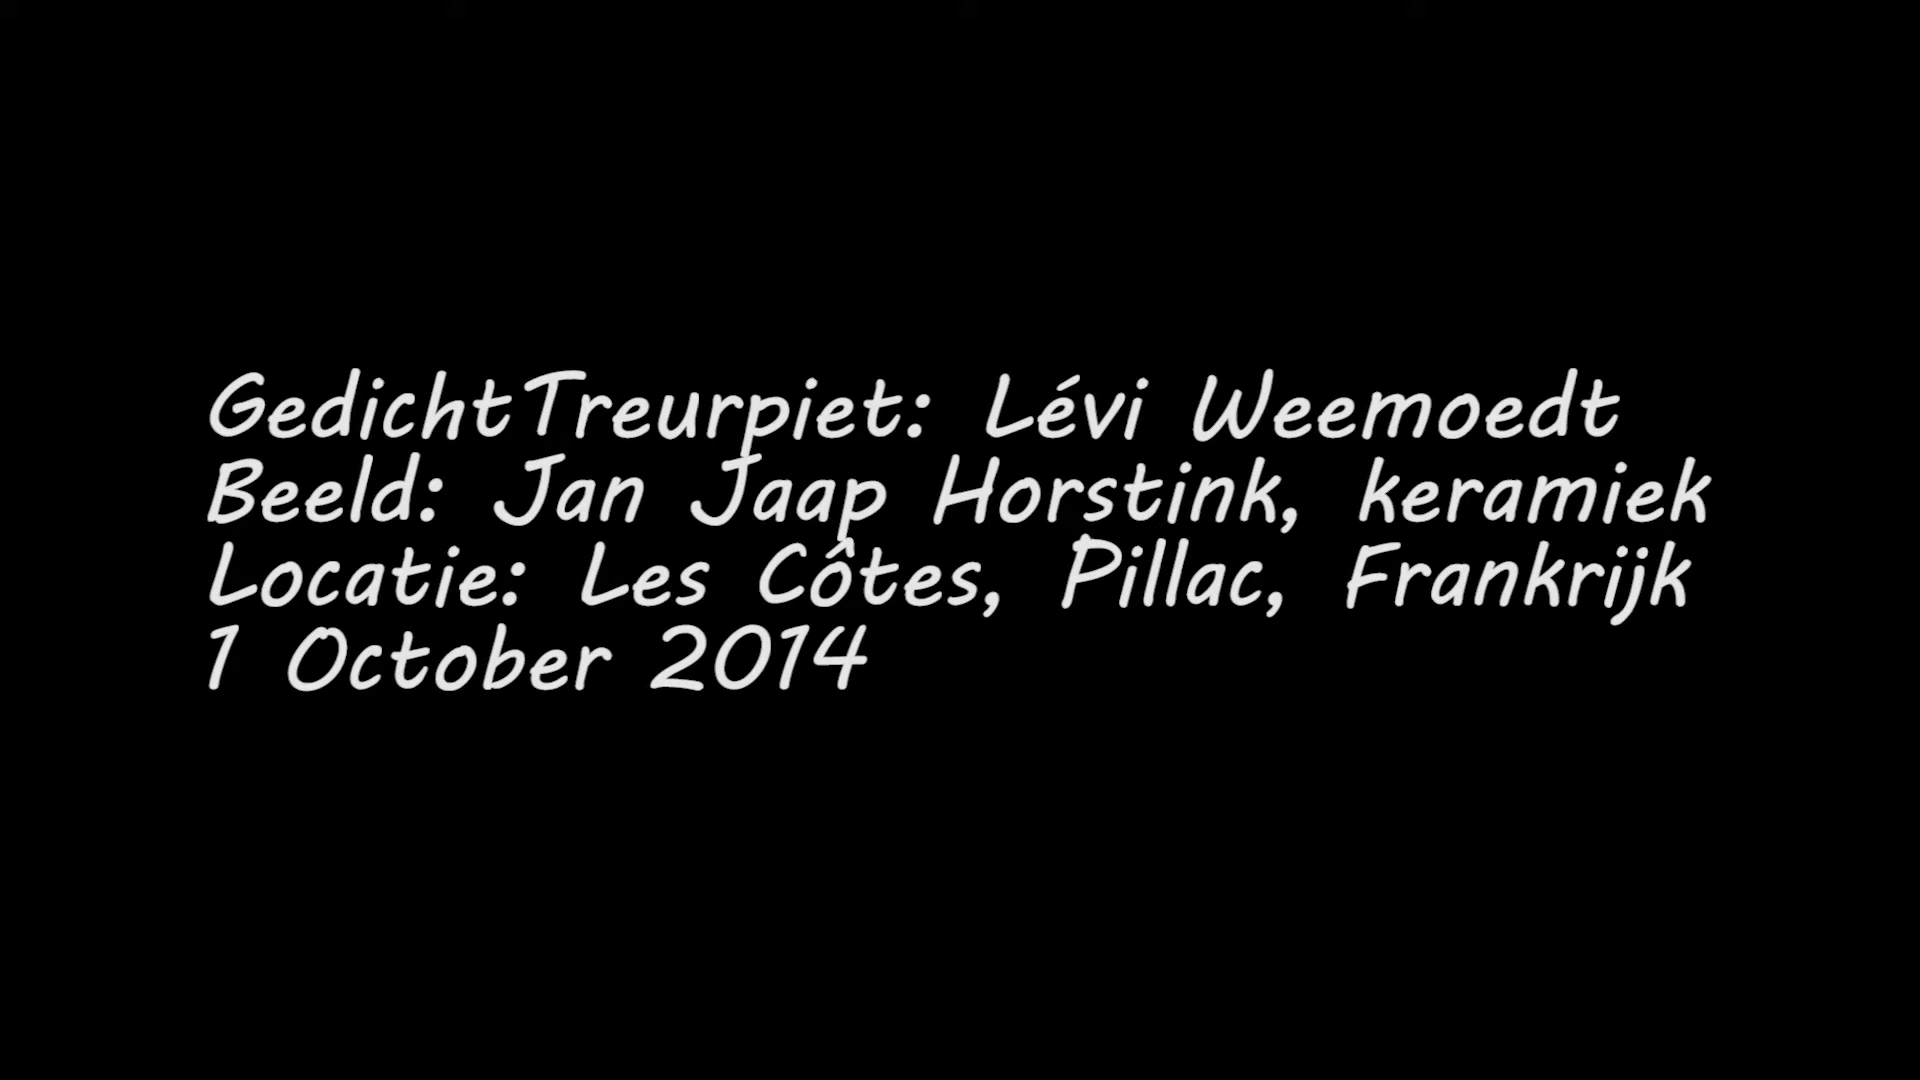 GedichtTreurpiet: Lévi Weemoedt
Beeld: Jan Jaap Horstink, keramiek
Locatie: Les Côtes, Pillac, Frankrijk
1 October 2014